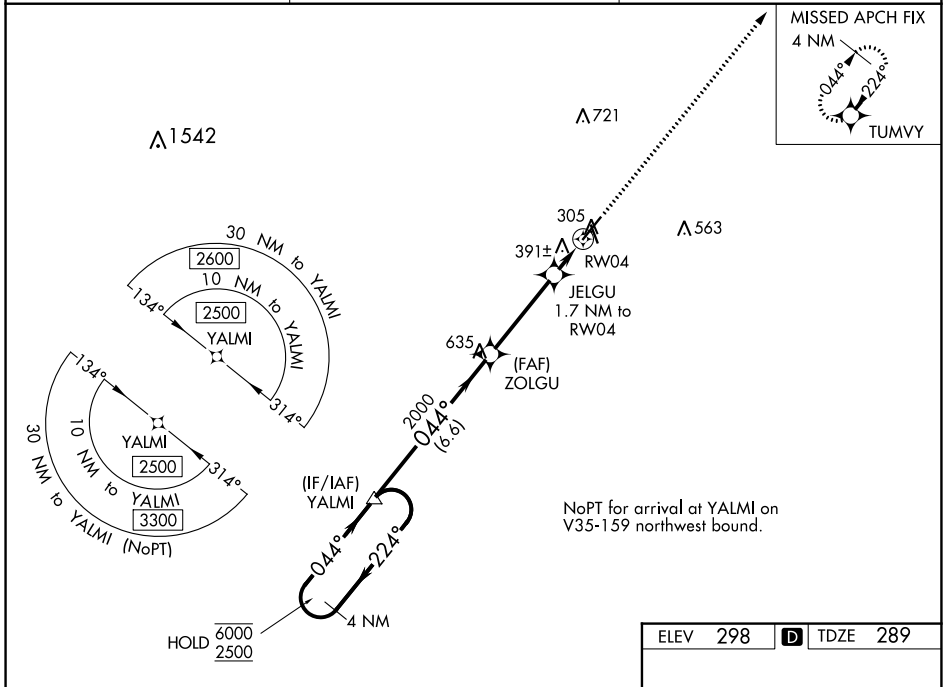 MISSED APCH FIX
4 NM
044°
224°
TUMVY
1542
721
305
563
391±
RW04
JELGU
1.7 NM to
RW04
30 NM to YALMI
2600
10 NM to YALMI
134°
2500
YALMI
314°
635
(FAF)
ZOLGU
134°
YALMI
2500
314°
10 NM to YALMI
3300
30 NM to YALMI (NoPT)
2000
044°
(6.6)
(IF/IAF)
YALMI
NoPT for arrival at YALMI on
V35-159 northwest bound.
044°
224°
4 NM
HOLD 6000
2500
ELEV 298 D TDZE 289